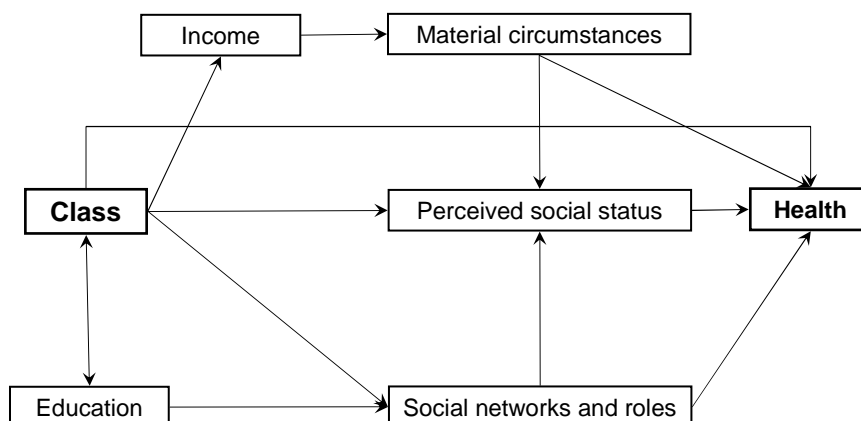 Income
Material circumstances
Class
Perceived social status
Health
Education
Social networks and roles